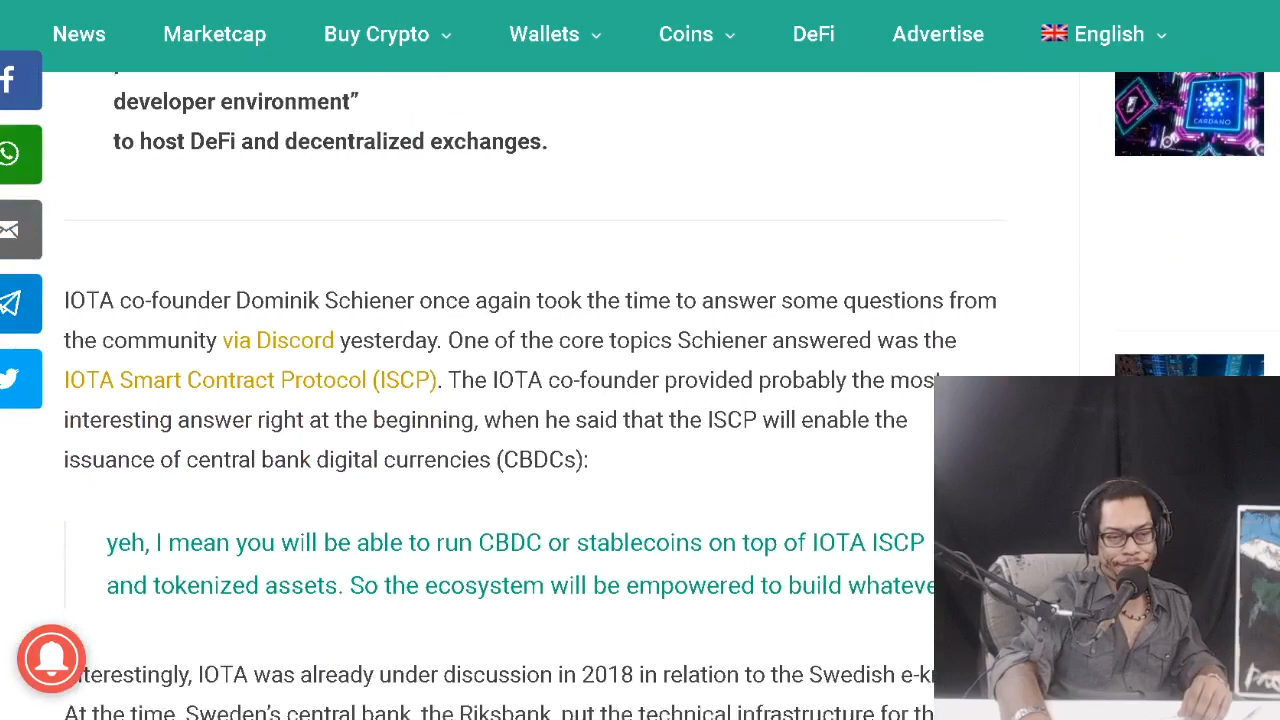 News Marketcap Buy Crypto Wallets Coins DeFi Advertise English
developer environment”
to host DeFi and decentralized exchanges.
CARDANO
IOTA co-founder Dominik Schiener once again took the time to answer some questions from
the community via Discord yesterday. One of the core topics Schiener answered was the
IOTA Smart Contract Protocol (ISCP). The IOTA co-founder provided probably the most
interesting answer right at the beginning, when he said that the ISCP will enable the
issuance of central bank digital currencies (CBDCs):
yeh, I mean you will be able to run CBDC or stablecoins on top of IOTA ISCP
and tokenized assets. So the ecosystem will be empowered to build whateve
nterestingly, IOTA was already under discussion in 2018 in relation to the Swedish e-k
At the time, Sweden’s central bank, the Riksbank, put the technical infrastructure for th